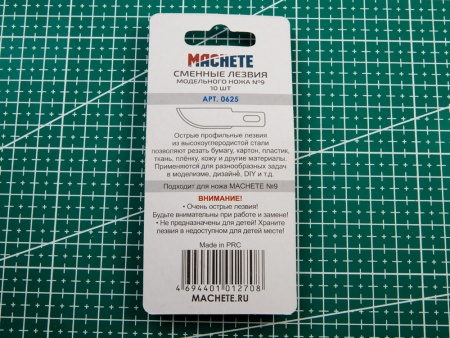 MACHETE
СМЕННЫЕ ЛЕЗВИЯ
МОДЕЛЬНОГО НОЖА №9
10 ШТ
АРТ. 0625
Острые профильные лезвия
из высокоуглеродистой стали
позволяют резать бумагу, картон, пластик,
ткань, плёнку, кожу и другие материалы.
Применяются для разнообразных задач
в моделизме, дизайне, DIY и т.д.
Подходит для ножа MACHETE №9
ВНИМАНИЕ!
• Очень острые лезвия!
Будьте внимательны при работе и замене!
• Не предназначены для детей! Храните
лезвия в недоступном для детей месте!
Made in PRC
4 694401 012708
MACHETE.RU